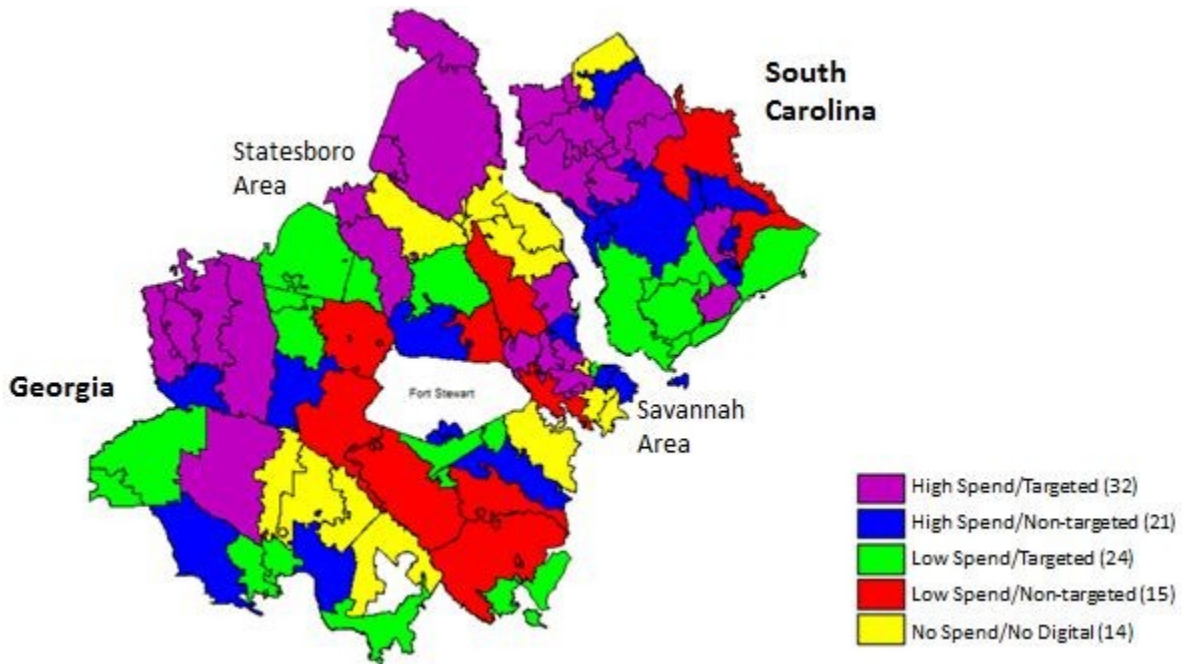 South
Carolina
Statesboro
Area
Georgia
Fort Stewart
Savannah
Area
High Spend/Targeted (32)
High Spend/Non-targeted (21)
Low Spend/Targeted (24)
Low Spend/Non-targeted (15)
No Spend/No Digital (14)